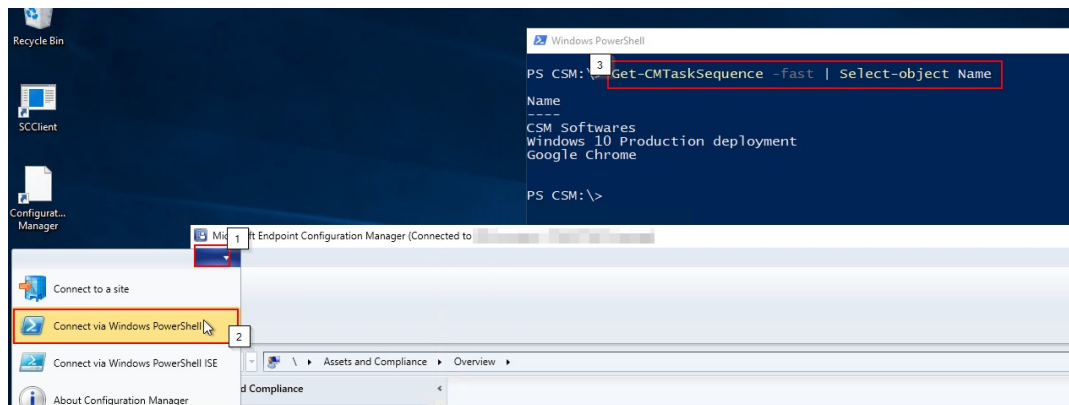 Recycle Bin
SCClient
Configurat...
Manager
Windows PowerShell
3
PS CSM:\> Get-CMTaskSequence -fast | Select-object Name
Name
----
CSM Softwares
Windows 10 Production deployment
Google Chrome
PS CSM:\>
1
ft Endpoint Configuration Manager (Connected to
Connect to a site
Connect via Windows PowerShell
2
Connect via Windows PowerShell ISE
\ Assets and Compliance Overview
d Compliance
About Configuration Manager